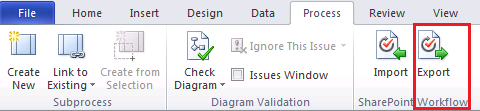 File Home Insert Design Data Process Review View
Create New
Link to Existing
Create from Selection
Subprocess
Check Diagram
Ignore This Issue
Issues Window
Diagram Validation
Import Export
SharePoint Workflow